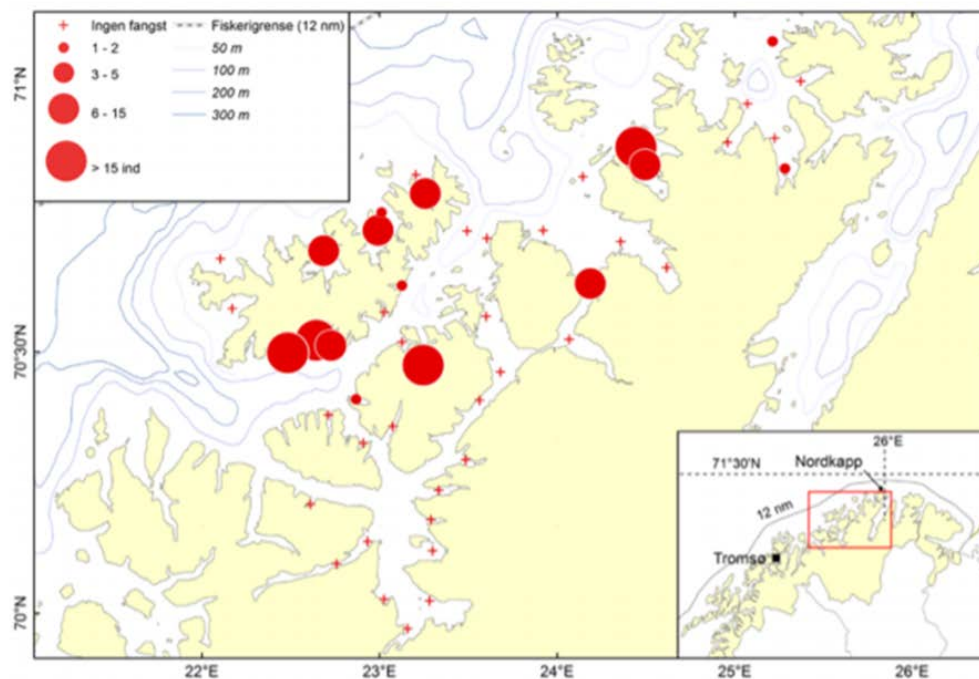 Ingen fangst
1 - 2
3 - 5
6 - 15
> 15 ind
Fiskerigrense (12 nm)
50 m
100 m
200 m
300 m
71°N
70°30'N
70°N
22°E
23°E
24°E
25°E
26°E
26°E
71°30'N
Nordkapp
12 nm
Tromsø